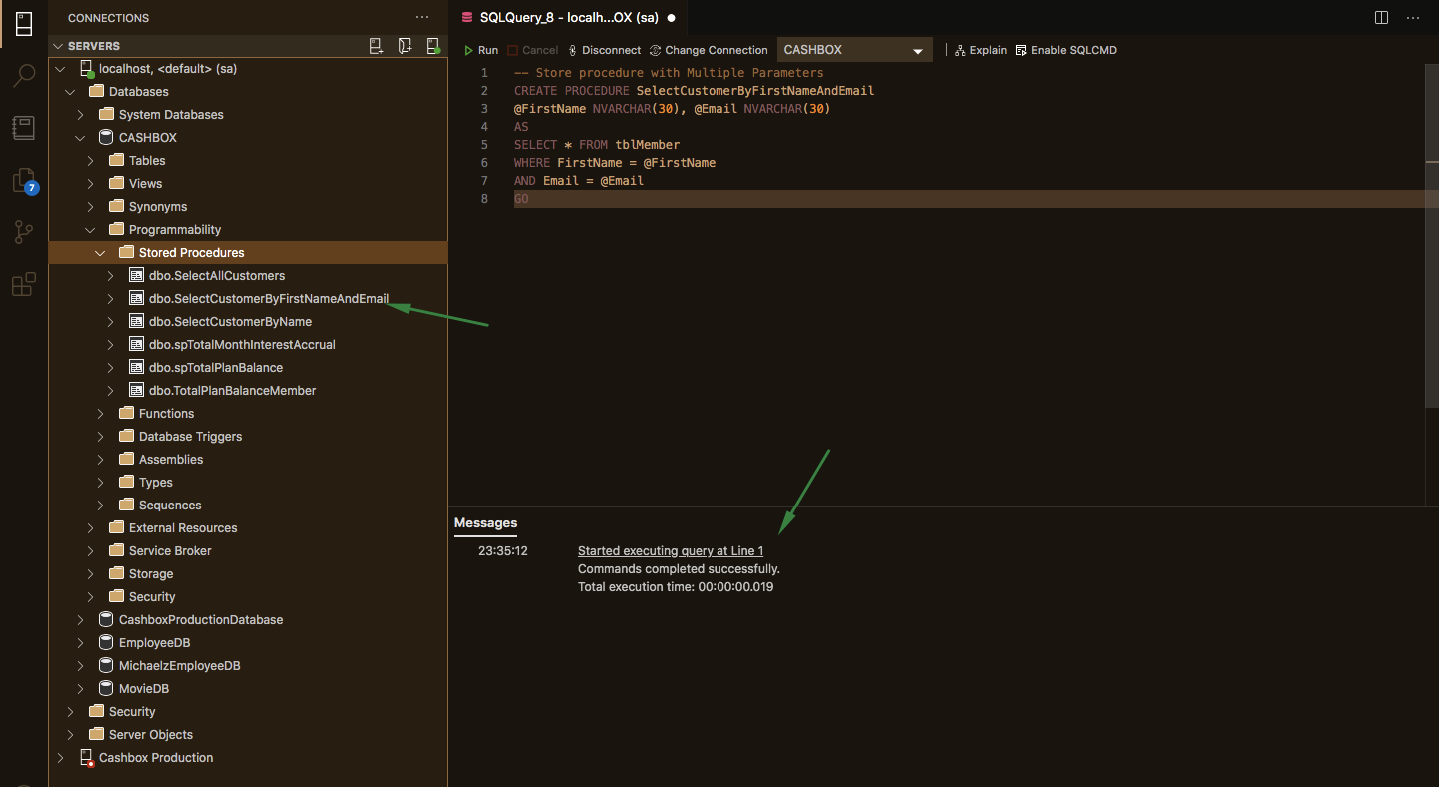 CONNECTIONS
SERVERS
localhost, <default> (sa)
Databases
System Databases
CASHBOX
Tables
Views
Synonyms
Programmability
Stored Procedures
dbo.SelectAllCustomers
dbo.SelectCustomerByFirstNameAndEmail
dbo.SelectCustomerByName
dbo.spTotalMonthInterestAccrual
dbo.spTotalPlanBalance
dbo.TotalPlanBalanceMember
Functions
Database Triggers
Assemblies
Types
Sequences
External Resources
Service Broker
Storage
Security
CashboxProductionDatabase
EmployeeDB
MichaelzEmployeeDB
MovieDB
Security
Server Objects
Cashbox Production
7
SQLQuery_8 - localh...OX (sa)
Run Cancel Disconnect Change Connection CASHBOX Explain Enable SQLCMD
1 -- Store procedure with Multiple Parameters
2 CREATE PROCEDURE SelectCustomerByFirstNameAndEmail
3 @FirstName NVARCHAR(30), @Email NVARCHAR(30)
4 AS
5 SELECT * FROM tblMember
6 WHERE FirstName = @FirstName
7 AND Email = @Email
8 GO
Messages
23:35:12 Started executing query at Line 1
Commands completed successfully.
Total execution time: 00:00:00.019